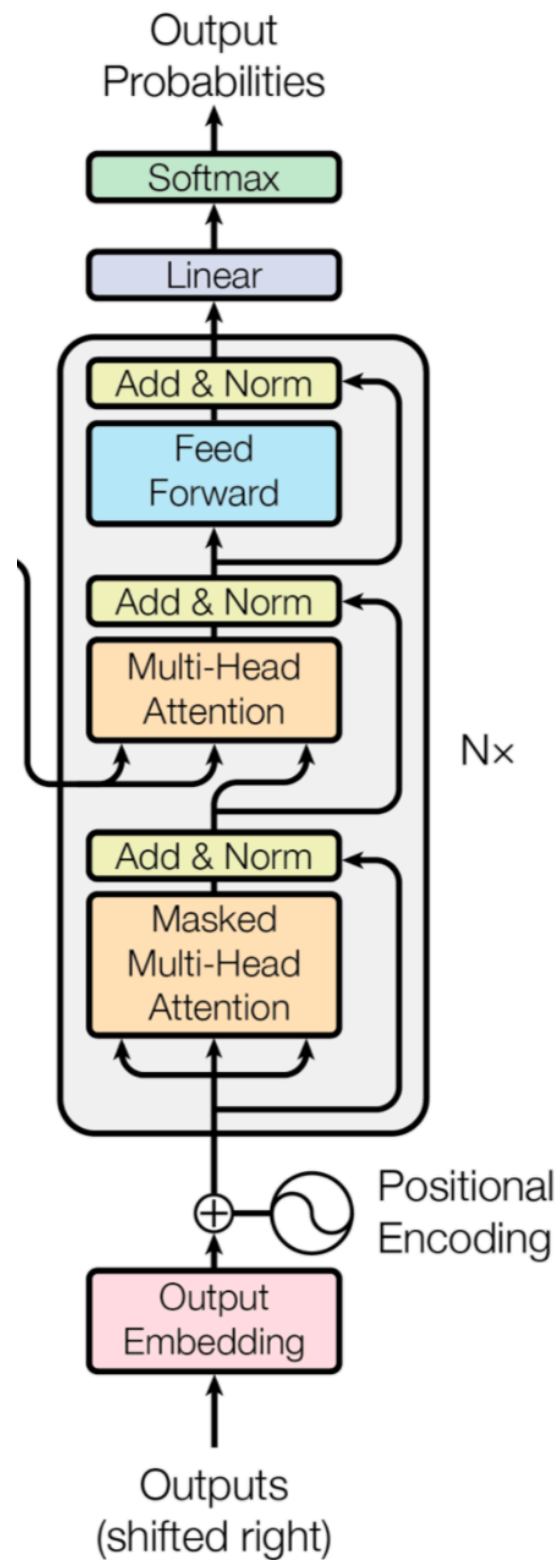 Output
Probabilities
Softmax
Linear
Add & Norm
Feed
Forward
Add & Norm
Multi-Head
Attention
N×
Add & Norm
Masked
Multi-Head
Attention
Positional
Encoding
Output
Embedding
Outputs
(shifted right)